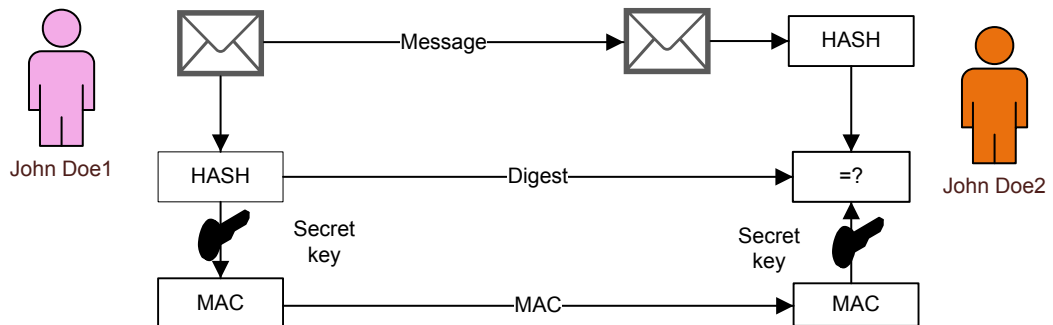 Message
HASH
John Doe1
HASH
Digest
=?
John Doe2
Secret
key
Secret
key
MAC
MAC
MAC